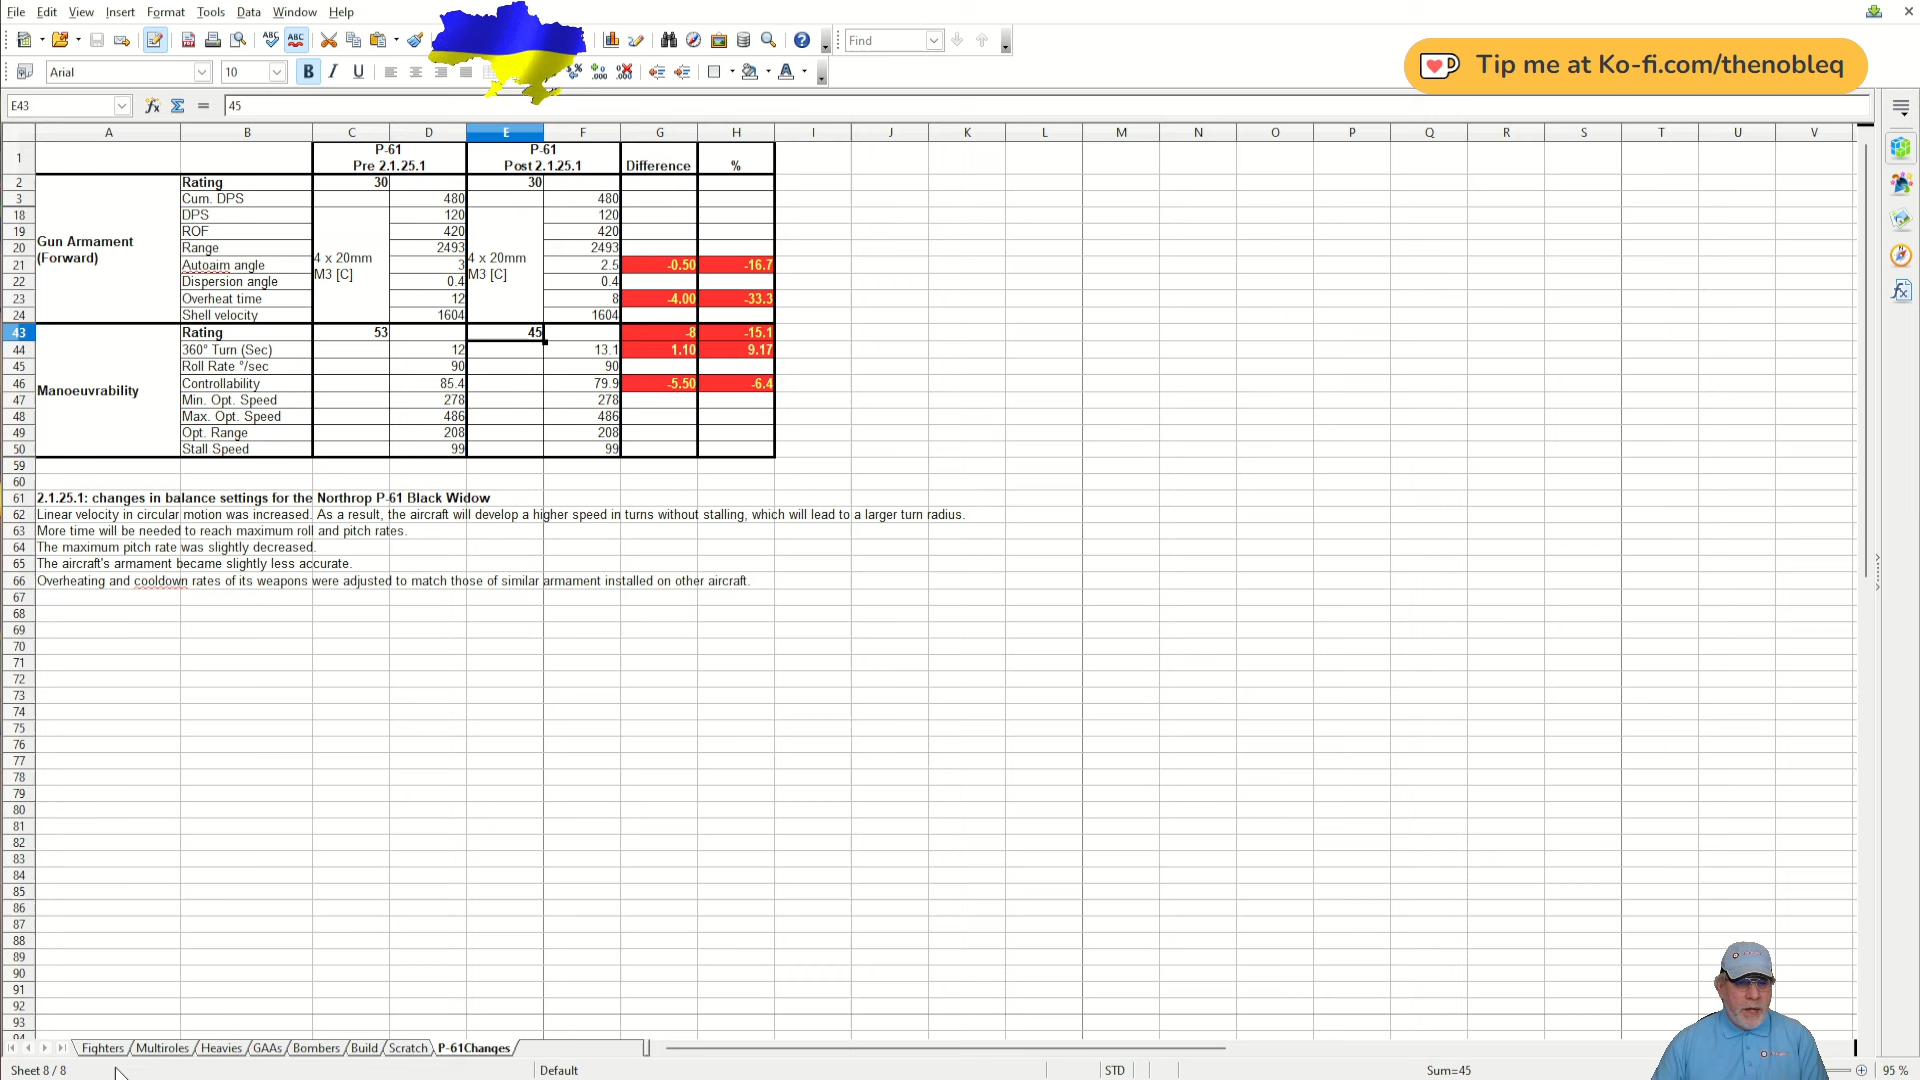 File Edit View Insert Format Tools Data Window Help
Find
Arial 10 B I U
Tip me at Ko-fi.com/thenobleq
E43 = 45
A B C D E F G H I J K L M N O P Q R S T U V
1 P-61 Pre 2.1.25.1 P-61 Post 2.1.25.1 Difference %
2 Rating 30 30
3 Cum. DPS 480 480
18 DPS 120 120
19 ROF 420 420
20 Gun Armament (Forward) Range 4 x 20mm M3 [C] 2493 4 x 20mm M3 [C] 2493
21 Autoaim angle 3 2.5 -0.50 -16.7
22 Dispersion angle 0.4 0.4
23 Overheat time 12 8 -4.00 -33.3
24 Shell velocity 1604 1604
43 Rating 53 45 -8 -15.1
44 360° Turn (Sec) 12 13.1 1.10 9.17
45 Roll Rate °/sec 90 90
46 Manoeuvrability Controllability 85.4 79.9 -5.50 -6.4
47 Min. Opt. Speed 278 278
48 Max. Opt. Speed 486 486
49 Opt. Range 208 208
50 Stall Speed 99 99
59
60
61 2.1.25.1: changes in balance settings for the Northrop P-61 Black Widow
62 Linear velocity in circular motion was increased. As a result, the aircraft will develop a higher speed in turns without stalling, which will lead to a larger turn radius.
63 More time will be needed to reach maximum roll and pitch rates.
64 The maximum pitch rate was slightly decreased.
65 The aircraft's armament became slightly less accurate.
66 Overheating and cooldown rates of its weapons were adjusted to match those of similar armament installed on other aircraft.
67
68
69
70
71
72
73
74
75
76
77
78
79
80
81
82
83
84
85
86
87
88
89
90
91
92
93
94
Fighters Multiroles Heavies GAAs Bombers Build Scratch P-61Changes
Sheet 8 / 8 Default STD Sum=45 95 %